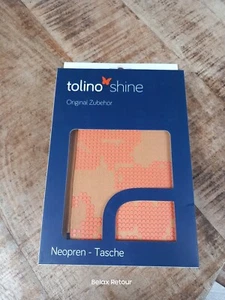 tolino shine
Original Zubehör
Neopren - Tasche
Belax Retour